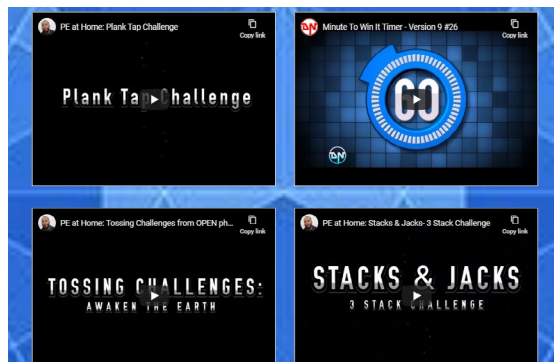 PE at Home: Plank Tap Challenge
Copy link
Plank Tap Challenge
Minute To Win It Timer - Version 9 #26
Copy link
60
DN
PE at Home: Tossing Challenges from OPEN ph...
Copy link
TOSSING CHALLENGES:
AWAKEN THE EARTH
PE at Home: Stacks & Jacks- 3 Stack Challenge
Copy link
STACKS & JACKS
3 STACK CHALLENGE